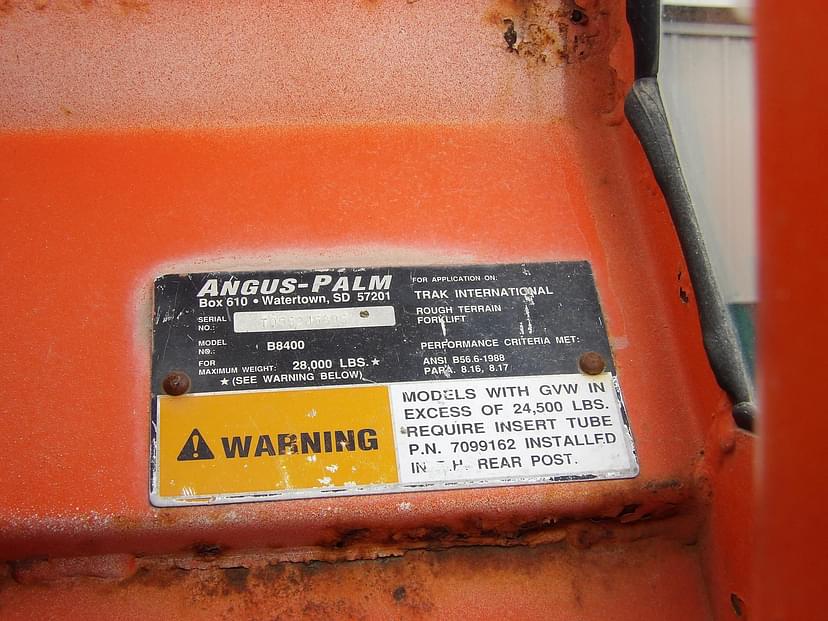 ANGUS-PALM
Box 610 • Watertown, SD 57201
SERIAL NO.:
MODEL NO.: B8400
FOR MAXIMUM WEIGHT: 28,000 LBS. ★
★ (SEE WARNING BELOW) ★
FOR APPLICATION ON:
TRAK INTERNATIONAL
ROUGH TERRAIN
FORKLIFT
PERFORMANCE CRITERIA MET:
ANSI B56.6-1988
PARA. 8.16, 8.17
WARNING
MODELS WITH GVW IN
EXCESS OF 24,500 LBS.
REQUIRE INSERT TUBE
P.N. 7099162 INSTALLED
IN REAR POST.